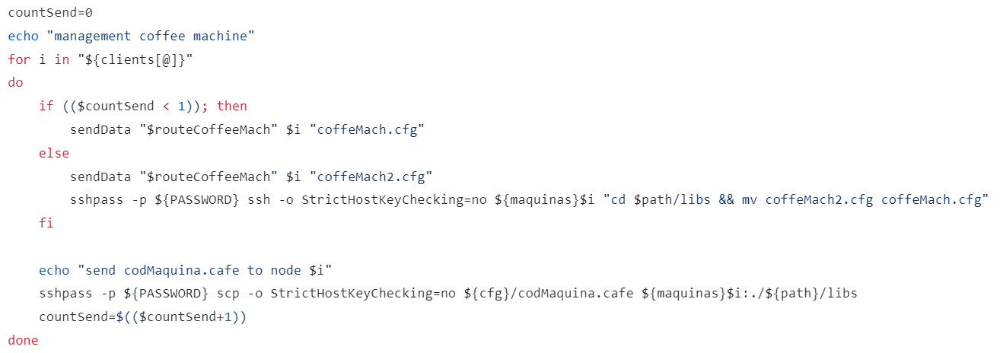 countSend=0
echo "management coffee machine"
for i in "${clients[@]}"
do
    if (($countSend < 1)); then
        sendData "$routeCoffeeMach" $i "coffeMach.cfg"
    else
        sendData "$routeCoffeeMach" $i "coffeMach2.cfg"
        sshpass -p ${PASSWORD} ssh -o StrictHostKeyChecking=no ${maquinas}$i "cd $path/libs && mv coffeMach2.cfg coffeMach.cfg"
    fi

    echo "send codMaquina.cafe to node $i"
    sshpass -p ${PASSWORD} scp -o StrictHostKeyChecking=no ${cfg}/codMaquina.cafe ${maquinas}$i:./${path}/libs
    countSend=$(($countSend+1))
done